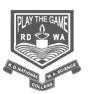 PLAY THE GAME
RD WA
R.D.NATIONAL W.A.SCIENCE
COLLEGE